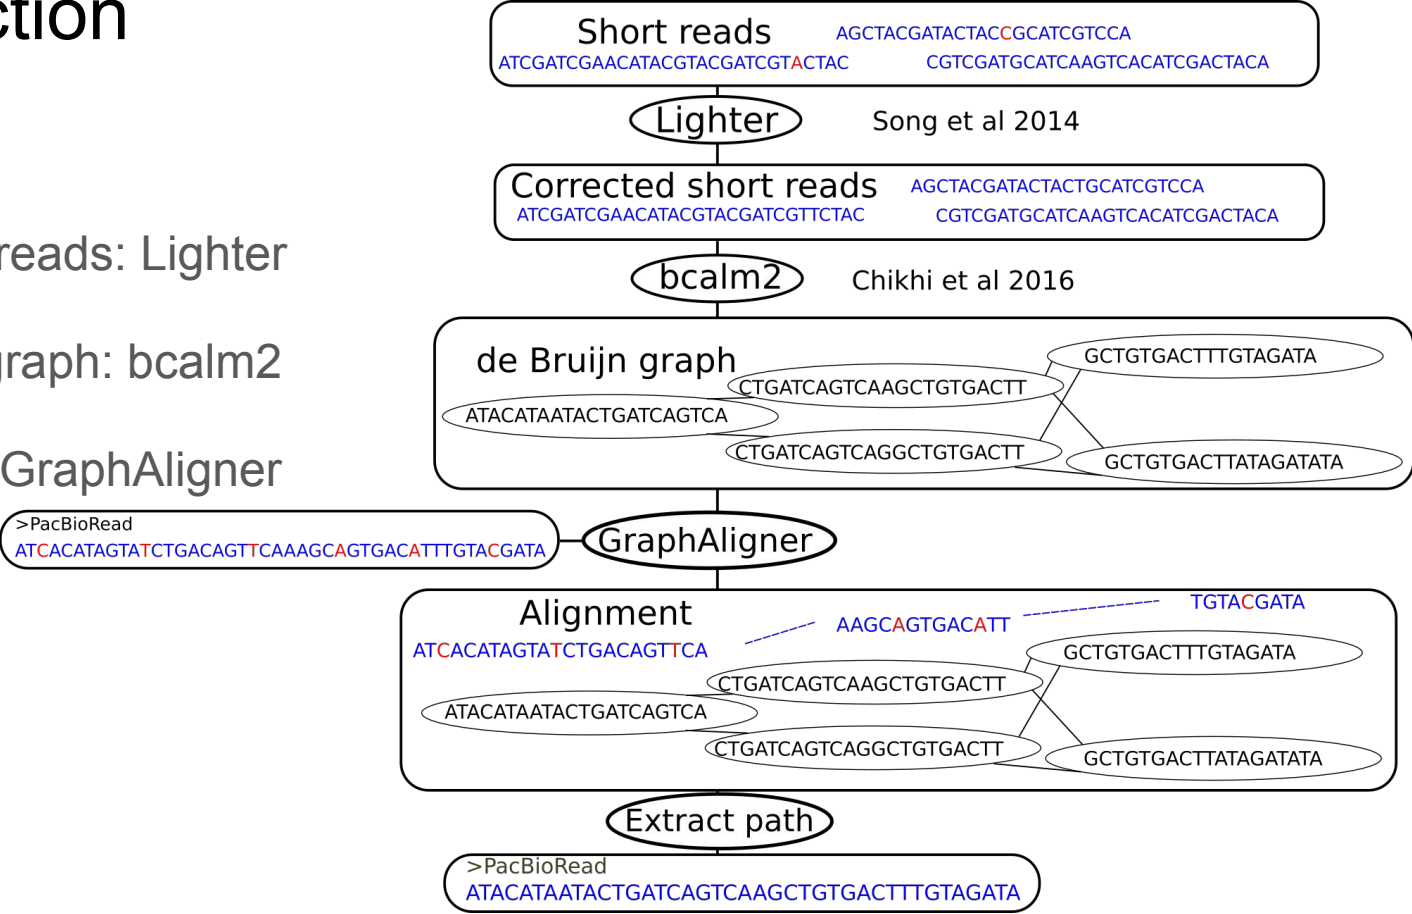 ction
reads: Lighter
graph: bcalm2
GraphAligner
Short reads
AGCTACGATACTACCGCATCGTCCA
ATCGATCGAACATACGTACGATCGTACTAC
CGTCGATGCATCAAGTCACATCGACTACA
Lighter
Song et al 2014
Corrected short reads
AGCTACGATACTACTGCATCGTCCA
ATCGATCGAACATACGTACGATCGTTCTAC
CGTCGATGCATCAAGTCACATCGACTACA
bcalm2
Chikhi et al 2016
de Bruijn graph
GCTGTGACTTTGTAGATA
CTGATCAGTCAAGCTGTGACTT
ATACATAATACTGATCAGTCA
CTGATCAGTCAGGCTGTGACTT
GCTGTGACTTATAGATATA
>PacBioRead
ATCACATAGTATCTGACAGTTCAAAGCAGTGACATTTGTACGATA
GraphAligner
Alignment
TGTACGATA
AAGCAGTGACATT
ATCACATAGTATCTGACAGTTCA
GCTGTGACTTTGTAGATA
CTGATCAGTCAAGCTGTGACTT
ATACATAATACTGATCAGTCA
CTGATCAGTCAGGCTGTGACTT
GCTGTGACTTATAGATATA
Extract path
>PacBioRead
ATACATAATACTGATCAGTCAAGCTGTGACTTTGTAGATA